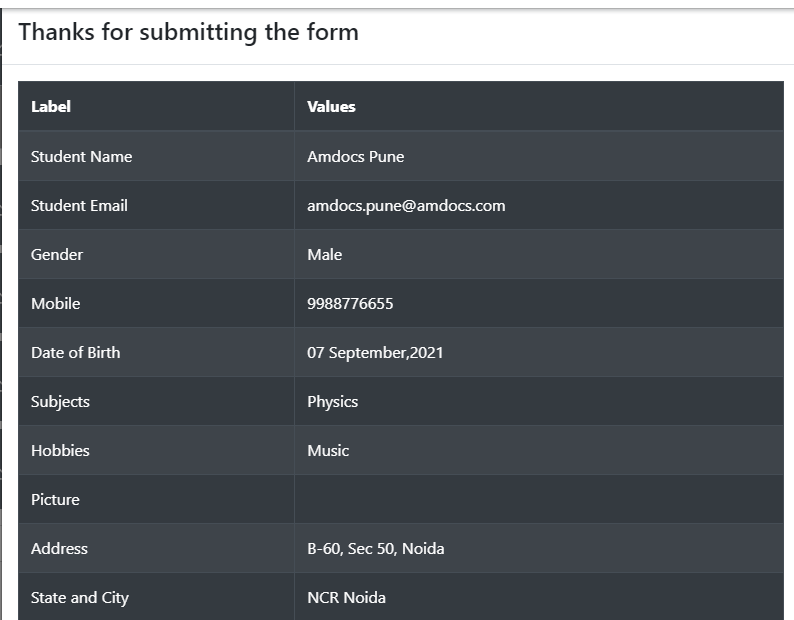 Thanks for submitting the form
Label Values
Student Name Amdocs Pune
Student Email amdocs.pune@amdocs.com
Gender Male
Mobile 9988776655
Date of Birth 07 September,2021
Subjects Physics
Hobbies Music
Picture
Address B-60, Sec 50, Noida
State and City NCR Noida